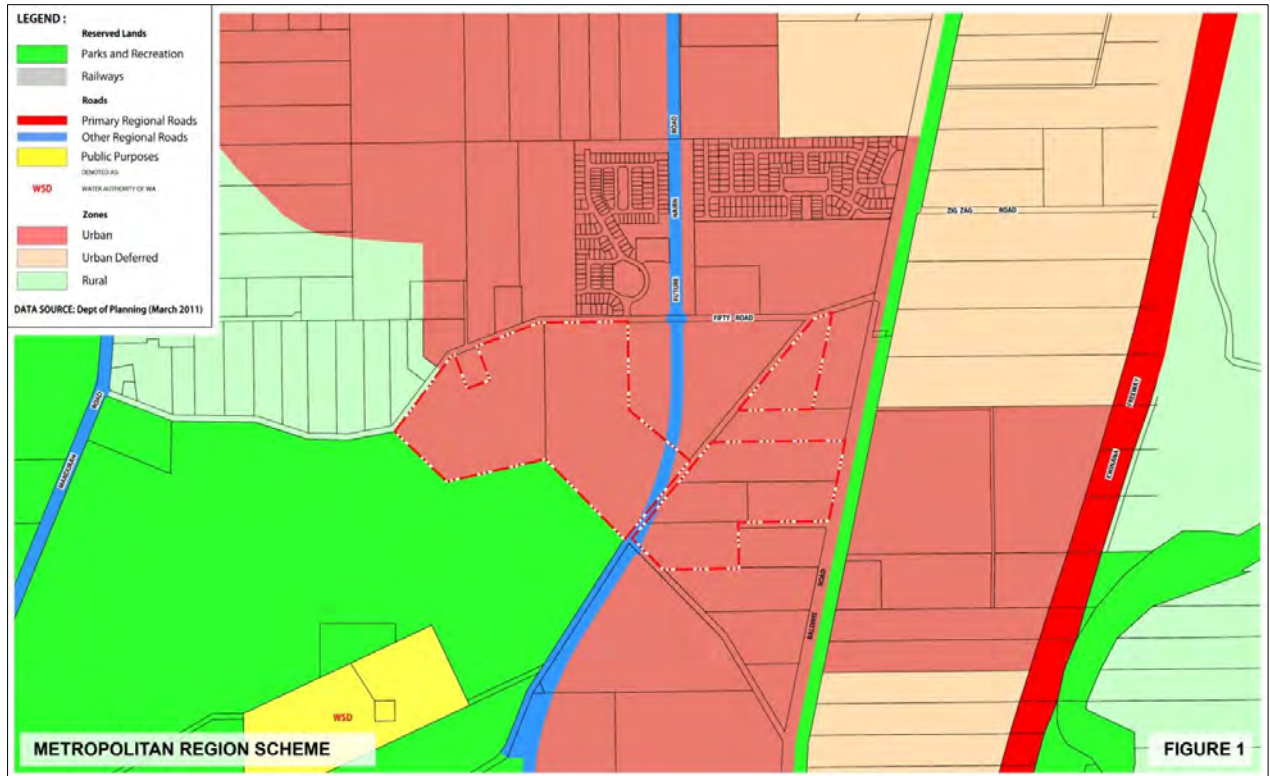 LEGEND :
Reserved Lands
Parks and Recreation
Railways
Roads
Primary Regional Roads
Other Regional Roads
Public Purposes
DENOTED AS:
WSD WATER AUTHORITY OF WA
Zones
Urban
Urban Deferred
Rural
DATA SOURCE: Dept of Planning (March 2011)
ROAD
NAIRN
FUTURE
ZIG ZAG ROAD
FIFTY ROAD
ROAD
MANDURAH
FREEWAY
KWINANA
ROAD
BALDIVIS
WSD
METROPOLITAN REGION SCHEME
FIGURE 1